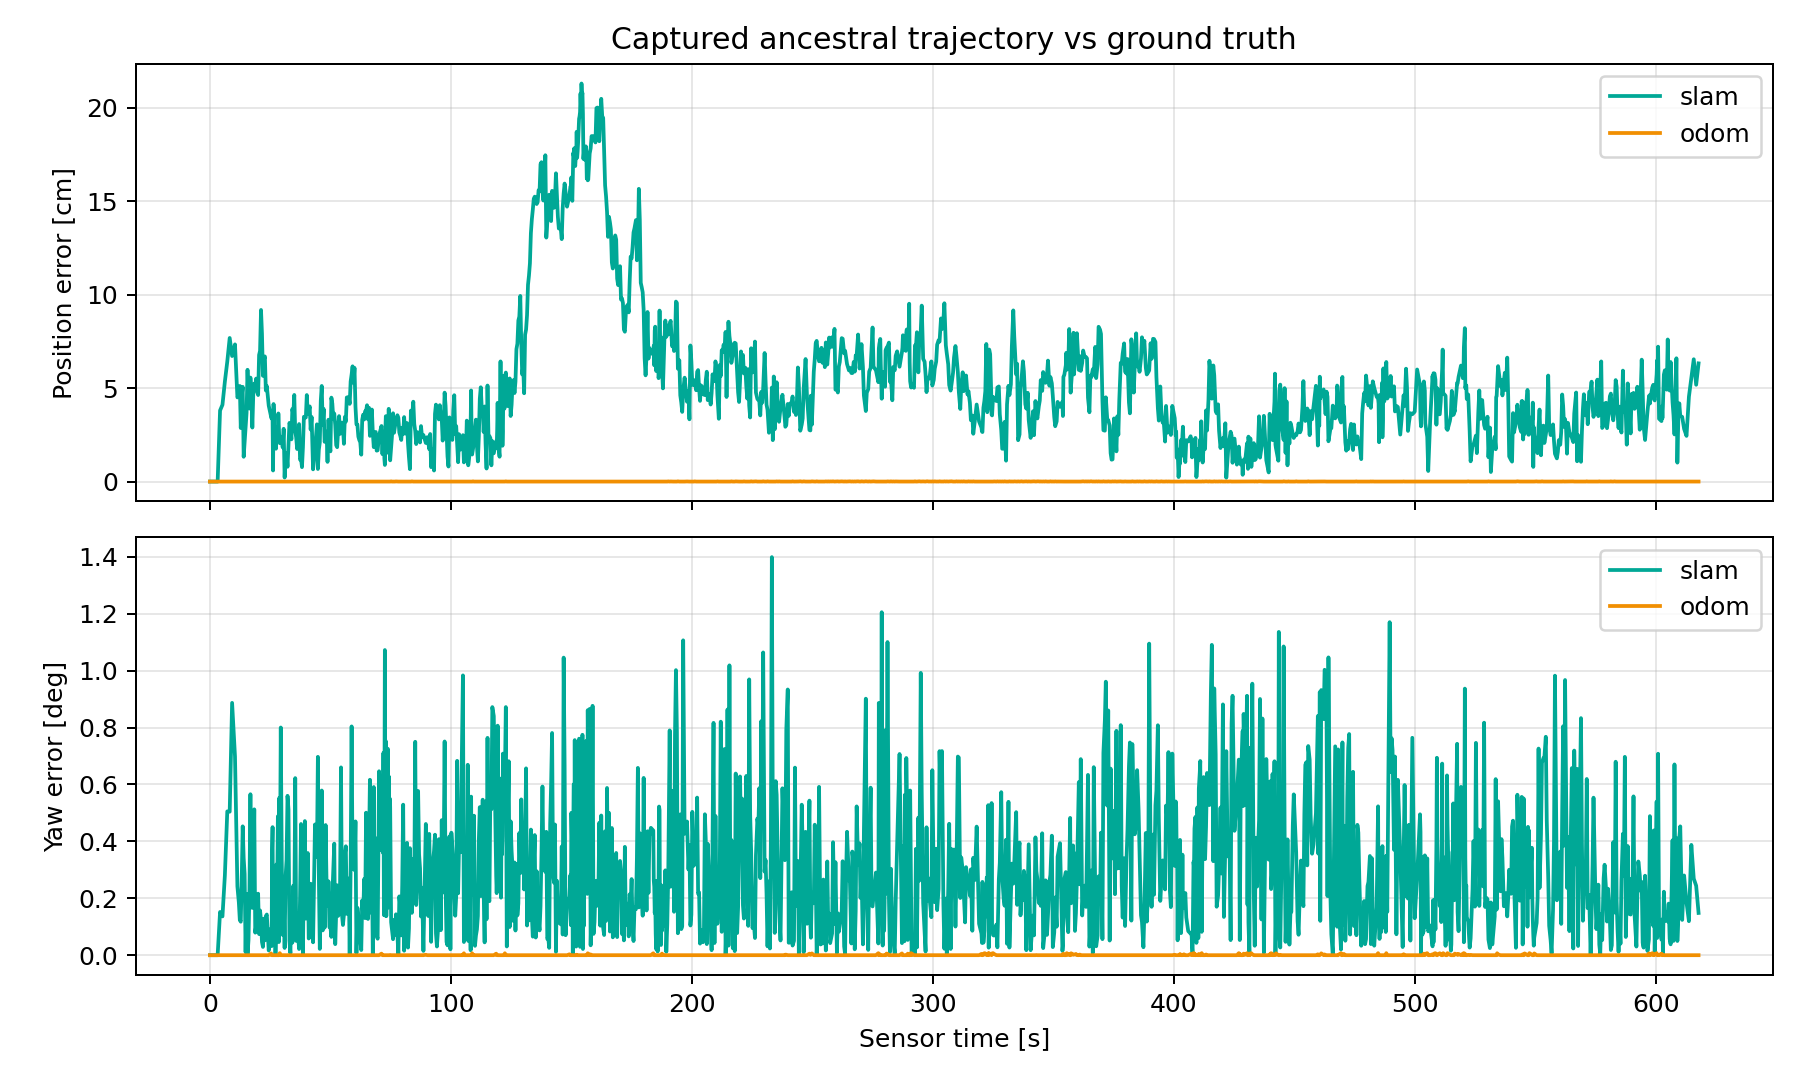 Captured ancestral trajectory vs ground truth
Position error [cm]
20
15
10
5
0
slam
odom
Yaw error [deg]
1.4
1.2
1.0
0.8
0.6
0.4
0.2
0.0
slam
odom
0 100 200 300 400 500 600
Sensor time [s]